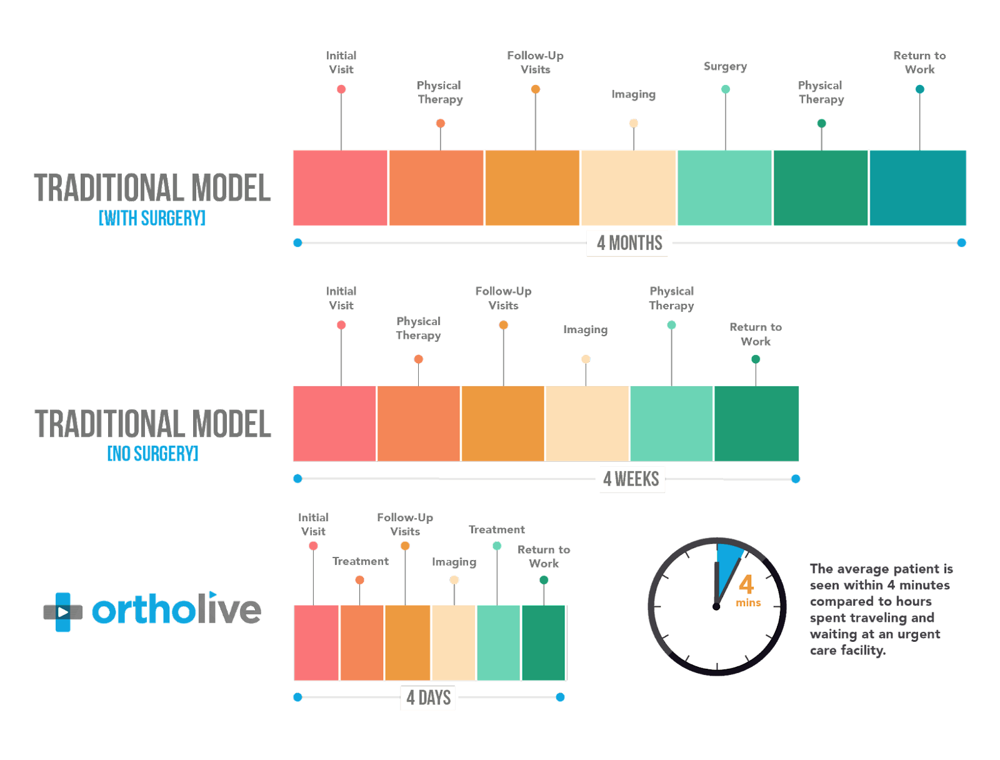 Initial
Visit
Physical
Therapy
Follow-Up
Visits
Imaging
Surgery
Physical
Therapy
Return to
Work
TRADITIONAL MODEL
[WITH SURGERY]
4 MONTHS
Initial
Visit
Physical
Therapy
Follow-Up
Visits
Imaging
Physical
Therapy
Return to
Work
TRADITIONAL MODEL
[NO SURGERY]
4 WEEKS
Initial
Visit
Treatment
Follow-Up
Visits
Imaging
Treatment
Return to
Work
ortholive
4 DAYS
4
mins
The average patient is
seen within 4 minutes
compared to hours
spent traveling and
waiting at an urgent
care facility.